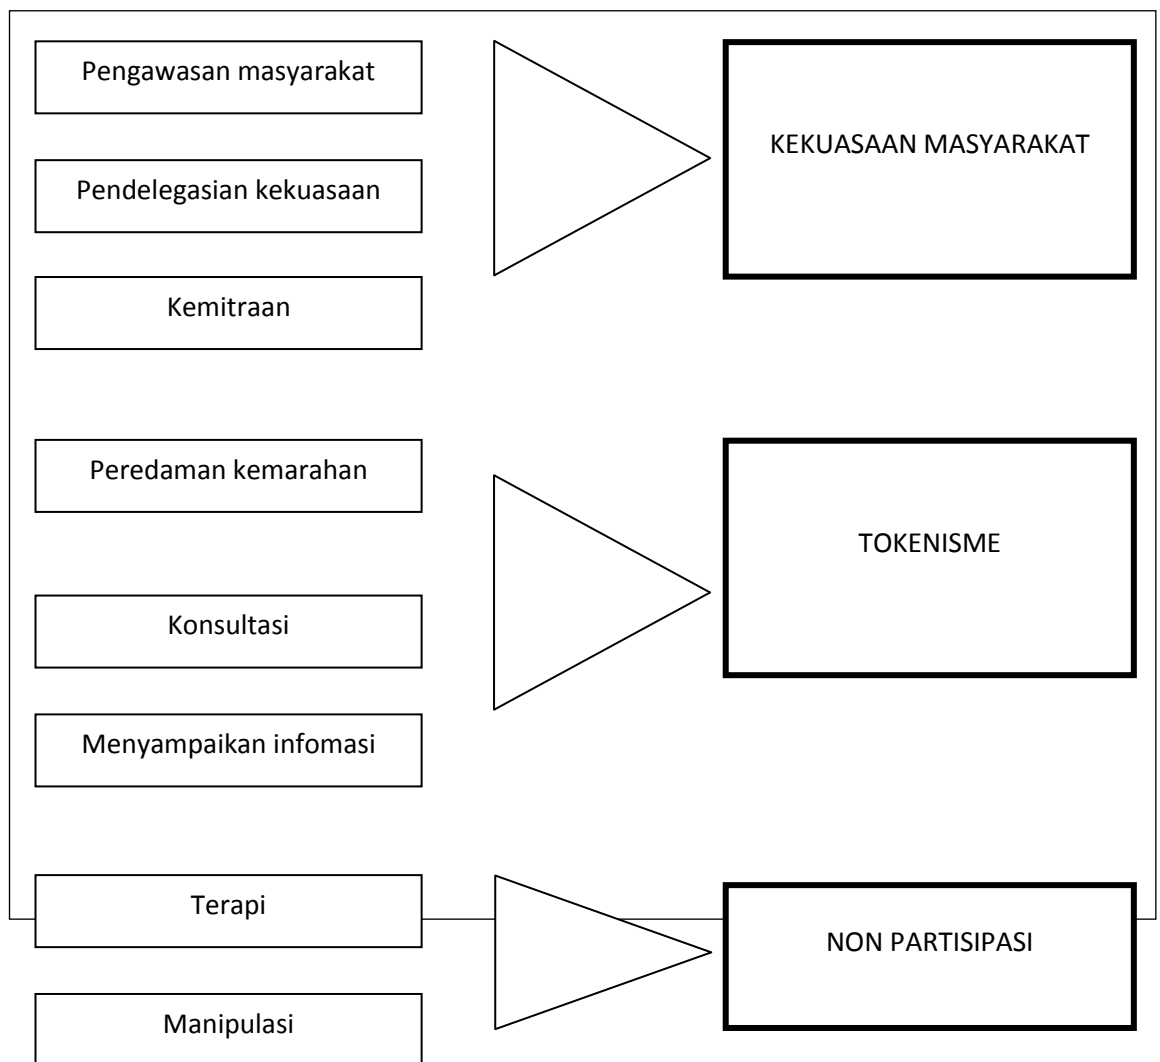 Pengawasan masyarakat
Pendelegasian kekuasaan
Kemitraan
KEKUASAAN MASYARAKAT
Peredaman kemarahan
Konsultasi
Menyampaikan infomasi
TOKENISME
Terapi
Manipulasi
NON PARTISIPASI